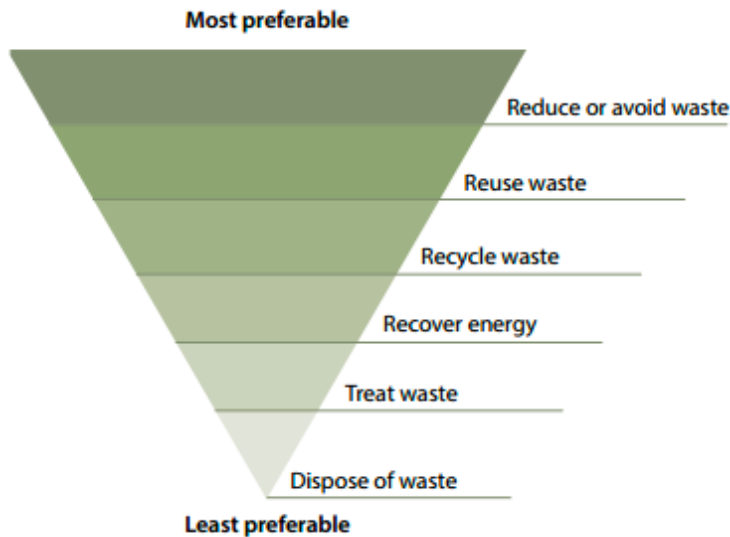 Most preferable
Reduce or avoid waste
Reuse waste
Recycle waste
Recover energy
Treat waste
Dispose of waste
Least preferable